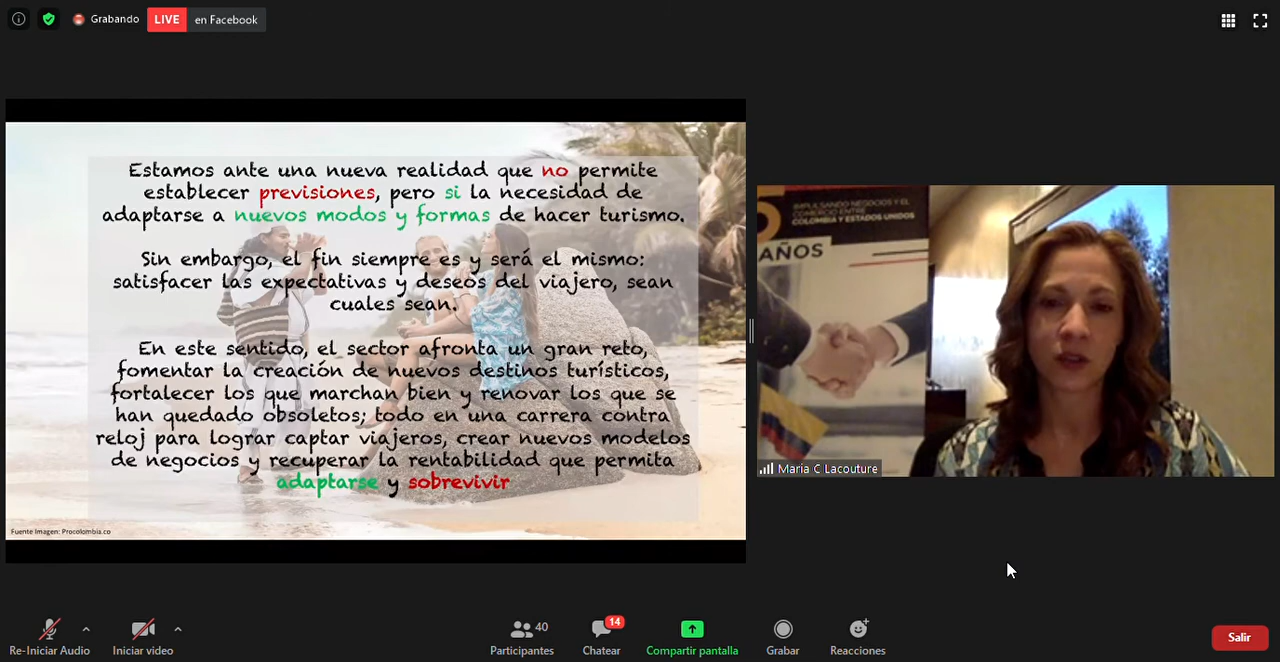 Grabando
LIVE
en Facebook
Estamos ante una nueva realidad que no permite
establecer previsiones, pero si la necesidad de
adaptarse a nuevos modos y formas de hacer turismo.
Sin embargo, el fin siempre es y será el mismo:
satisfacer las expectativas y deseos del viajero, sean
cuales sean.
En este sentido, el sector afronta un gran reto,
fomentar la creación de nuevos destinos turísticos,
fortalecer los que marchan bien y renovar los que se
han quedado obsoletos; todo en una carrera contra
reloj para lograr captar viajeros, crear nuevos modelos
de negocios y recuperar la rentabilidad que permita
adaptarse y sobrevivir
Fuente Imagen: Procolombia.co
IMPULSANDO NEGOCIOS Y EL
COMERCIO ENTRE
COLOMBIA Y ESTADOS UNIDOS
5
AÑOS
Maria C Lacouture
Re-Iniciar Audio
Iniciar video
40
Participantes
14
Chatear
Compartir pantalla
Grabar
Reacciones
Salir